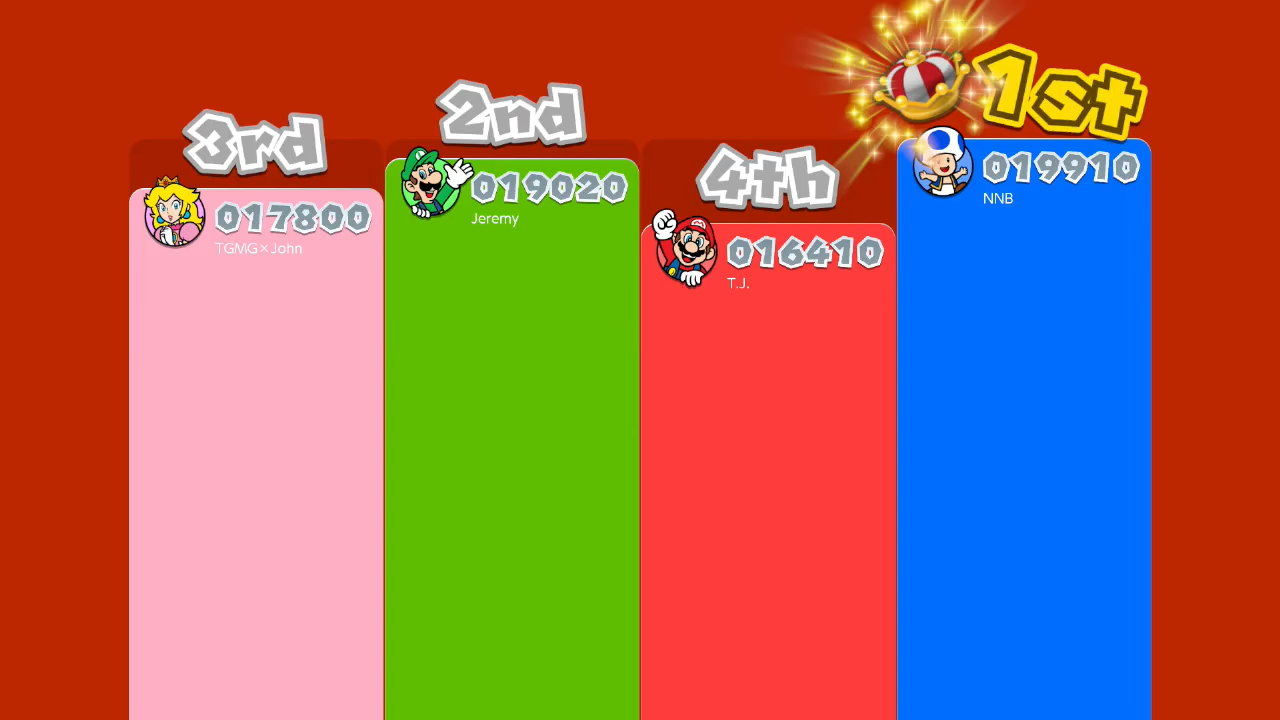 3rd
017800
TGMG×John
2nd
019020
Jeremy
4th
016410
T.J.
1st
019910
NNB